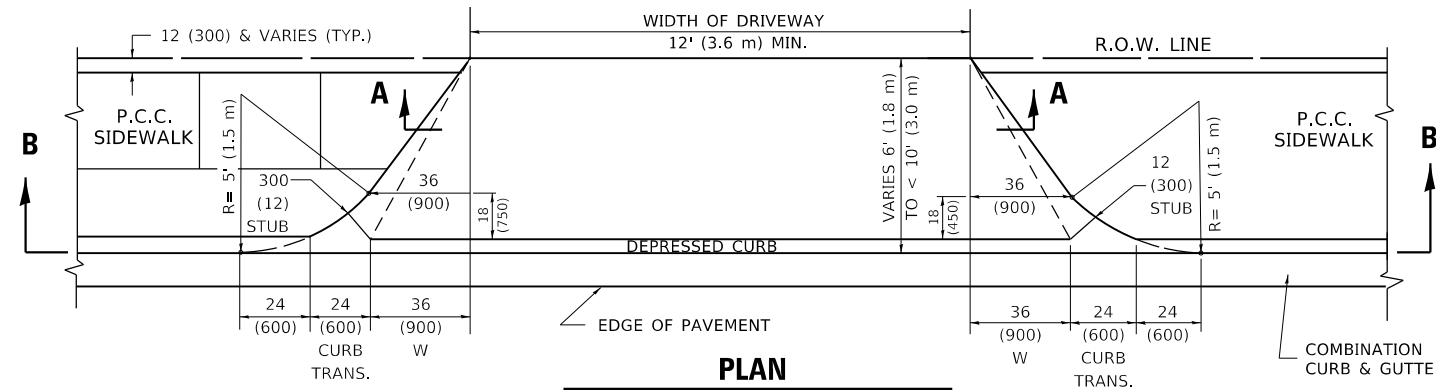 12 (300) & VARIES (TYP.)
WIDTH OF DRIVEWAY
12' (3.6 m) MIN.
R.O.W. LINE
A
A
P.C.C.
SIDEWALK
P.C.C.
SIDEWALK
B
B
R= 5' (1.5 m)
300
(12)
STUB
36
(900)
18
(750)
VARIES 6' (1.8 m)
TO < 10' (3.0 m)
36
(900)
18
(450)
12
(300)
STUB
R= 5' (1.5 m)
DEPRESSED CURB
24
(600)
24
(600)
CURB
TRANS.
36
(900)
W
EDGE OF PAVEMENT
36
(900)
W
24
(600)
CURB
TRANS.
24
(600)
COMBINATION
CURB & GUTTE
PLAN